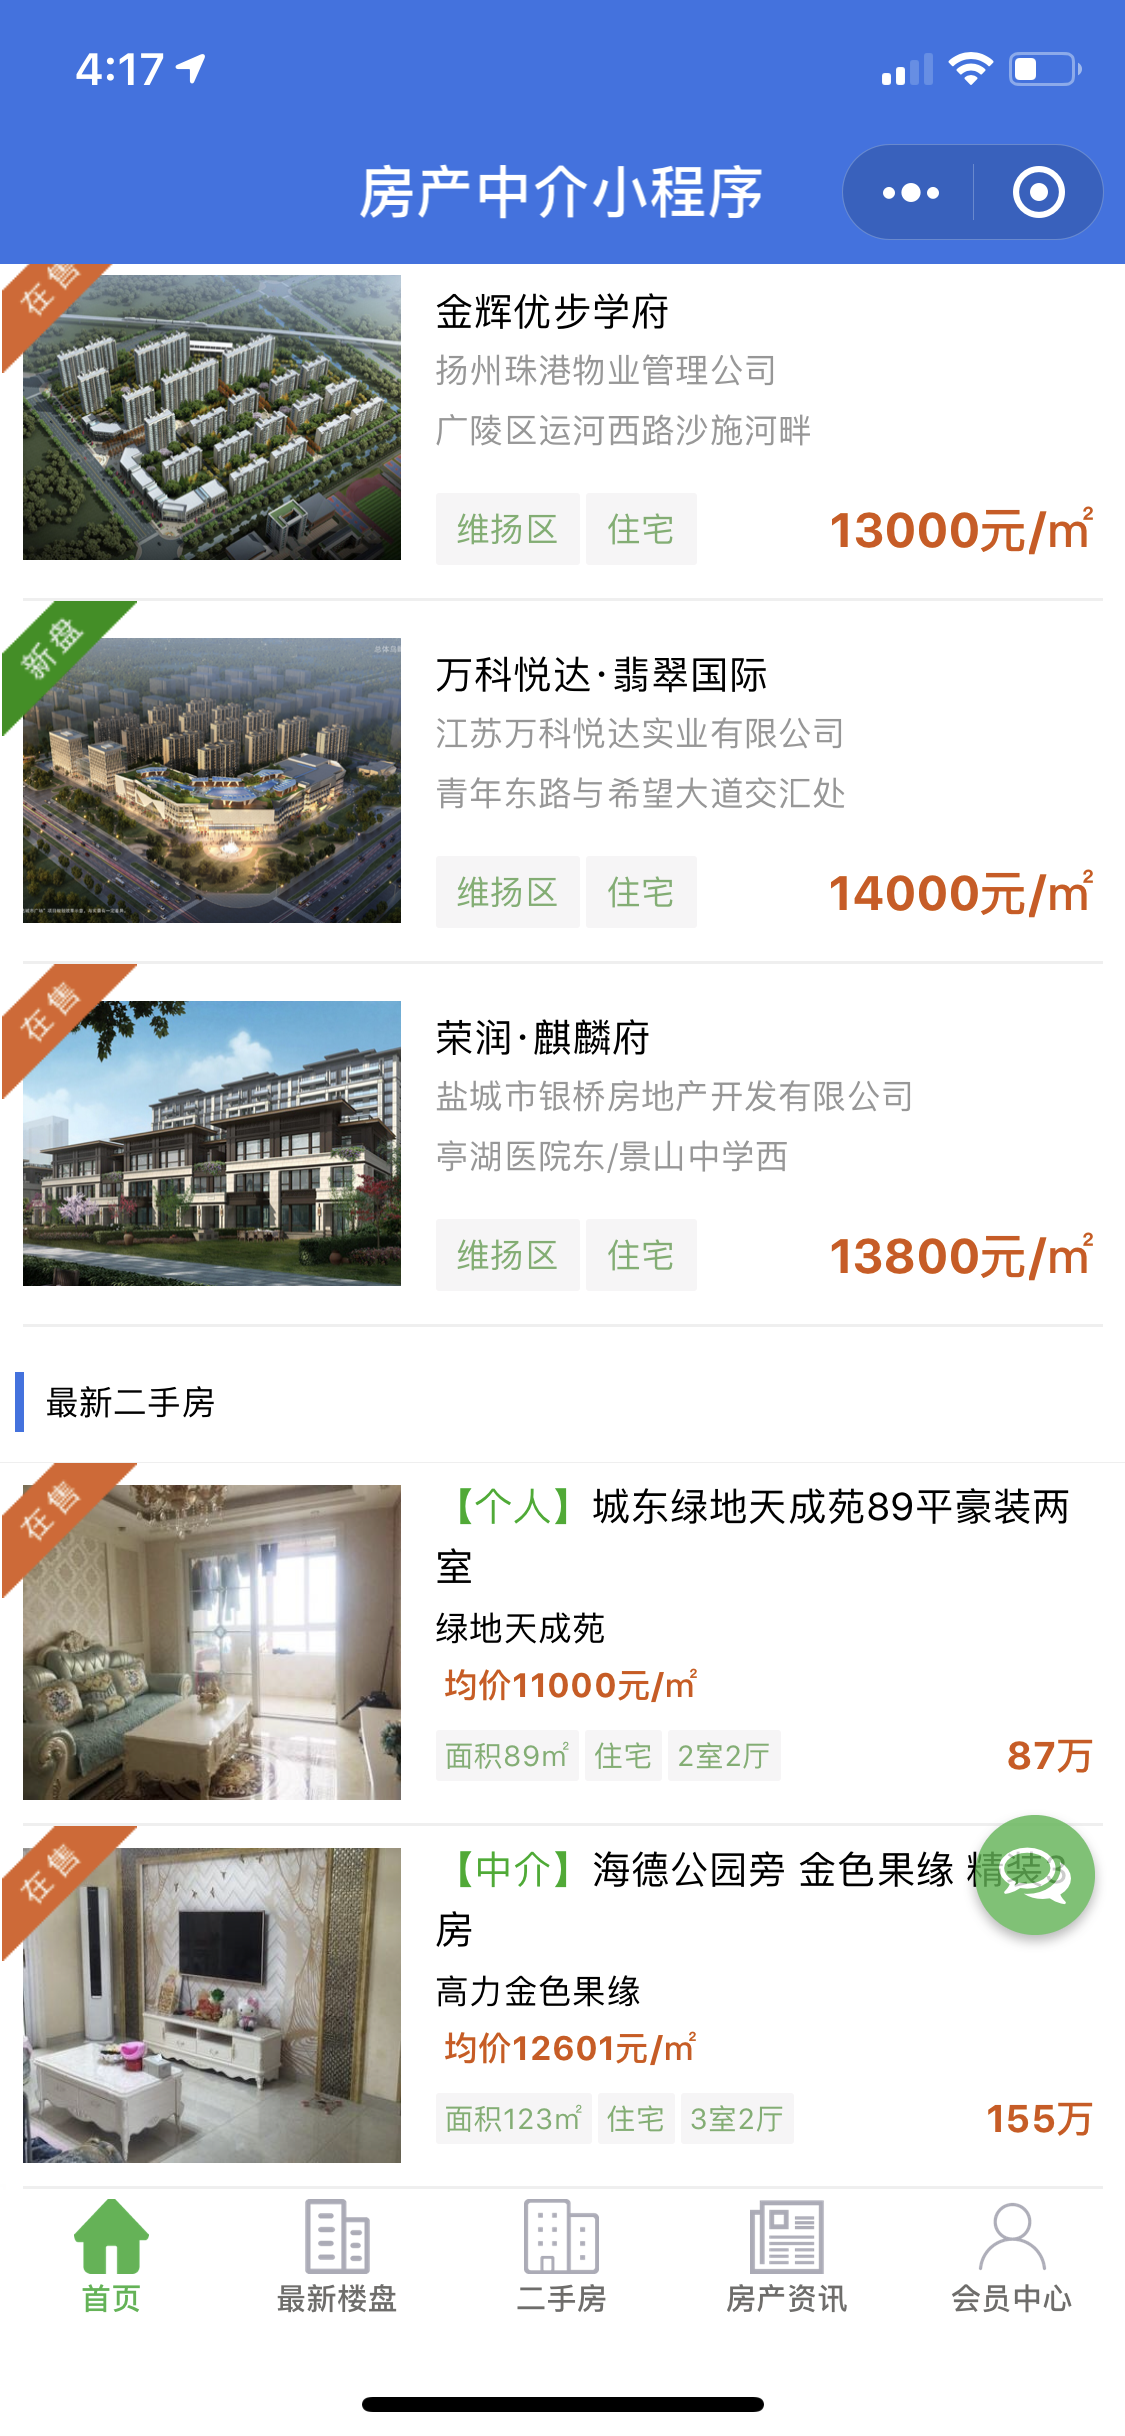 4:17
房产中介小程序
在售
金辉优步学府
扬州珠港物业管理公司
广陵区运河西路沙施河畔
维扬区 住宅 13000元/㎡
新盘
万科悦达·翡翠国际
江苏万科悦达实业有限公司
青年东路与希望大道交汇处
维扬区 住宅 14000元/㎡
在售
荣润·麒麟府
盐城市银桥房地产开发有限公司
亭湖医院东/景山中学西
维扬区 住宅 13800元/㎡
最新二手房
在售
【个人】城东绿地天成苑89平豪装两
室
绿地天成苑
均价11000元/㎡
面积89㎡ 住宅 2室2厅 87万
在售
【中介】海德公园旁 金色果缘 精装3
房
高力金色果缘
均价12601元/㎡
面积123㎡ 住宅 3室2厅 155万
首页 最新楼盘 二手房 房产资讯 会员中心